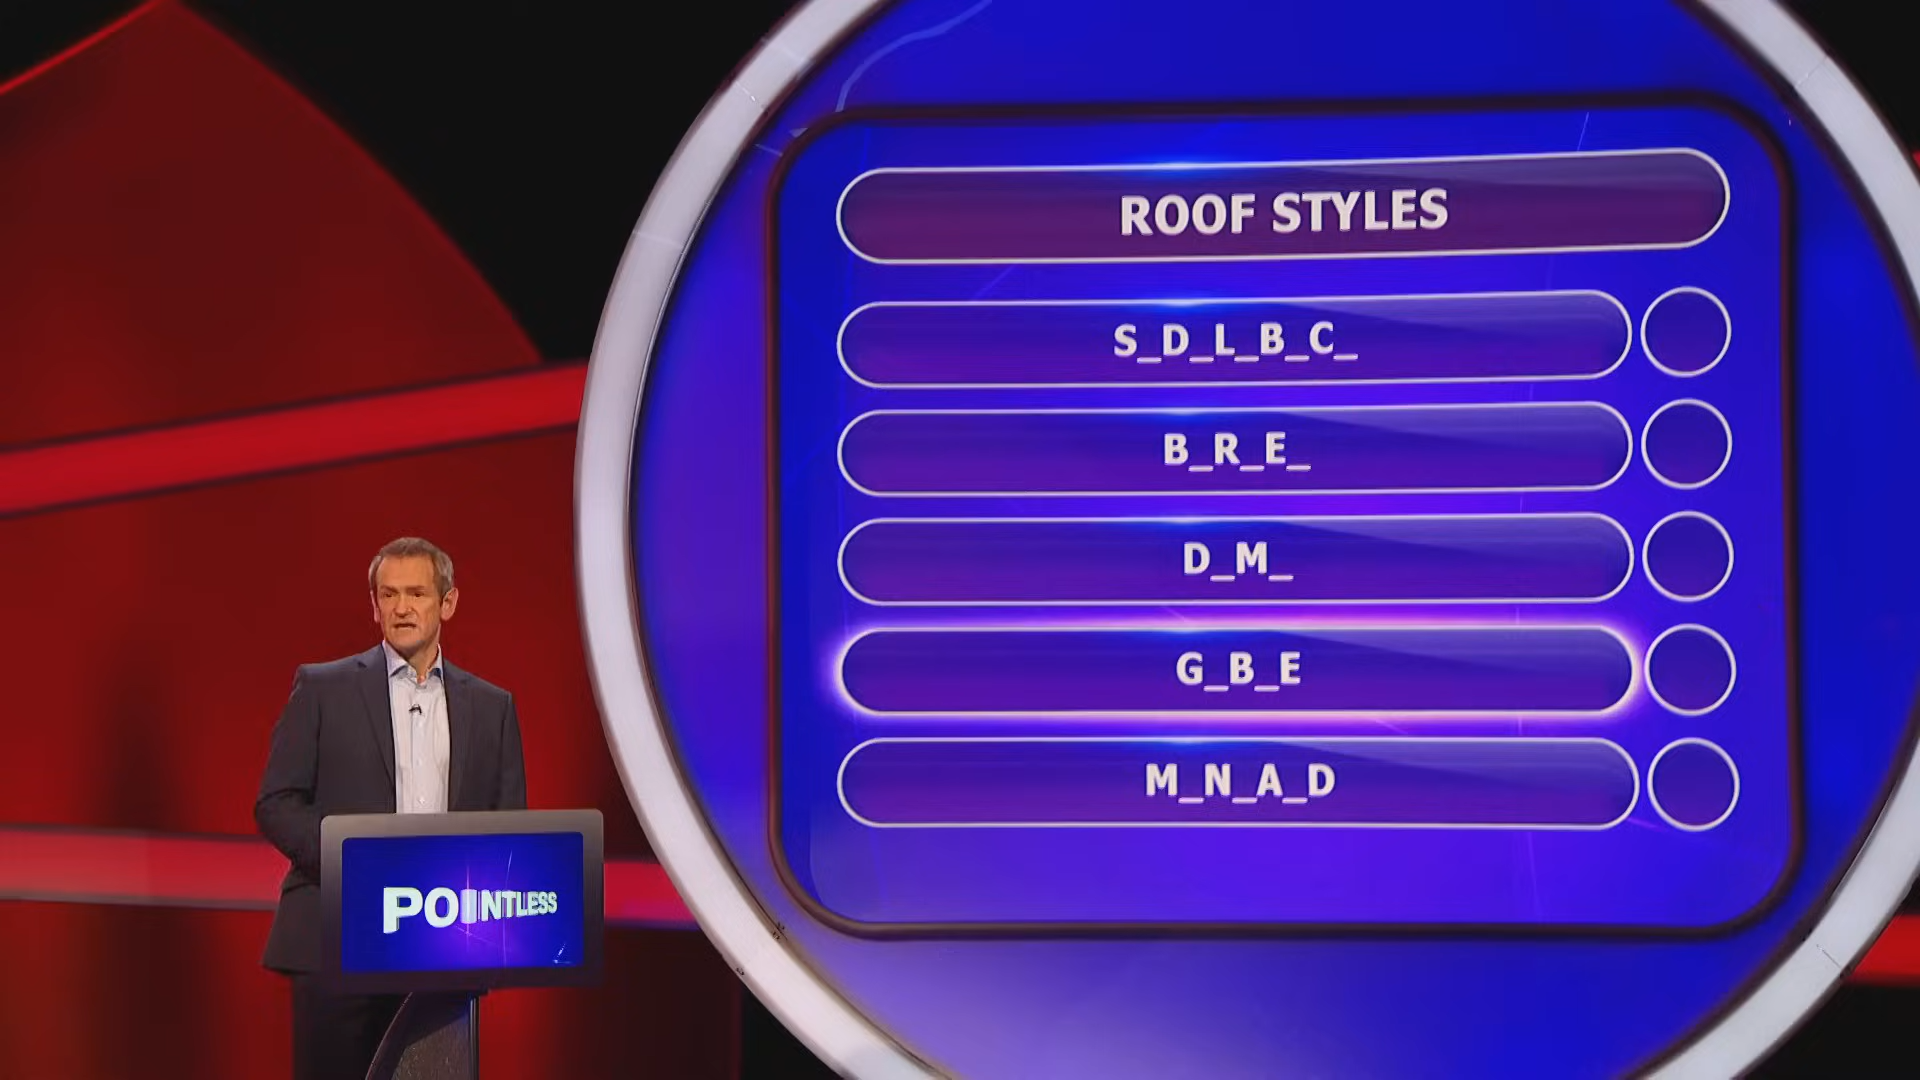 ROOF STYLES
S_D_L_B_C_
B_R_E_
D_M_
G_B_E
M_N_A_D
POINTLESS